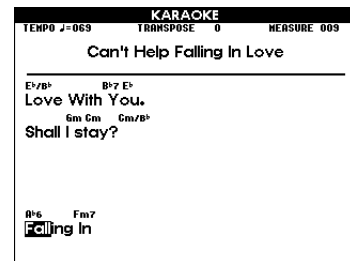 KARAOKE
TEMPO ♩=069 TRANSPOSE 0 MEASURE 009
Can't Help Falling In Love
E♭/B♭ B♭7 E♭
Love With You.
Gm Cm Cm/B♭
Shall I stay?
A♭6 Fm7
Falling In